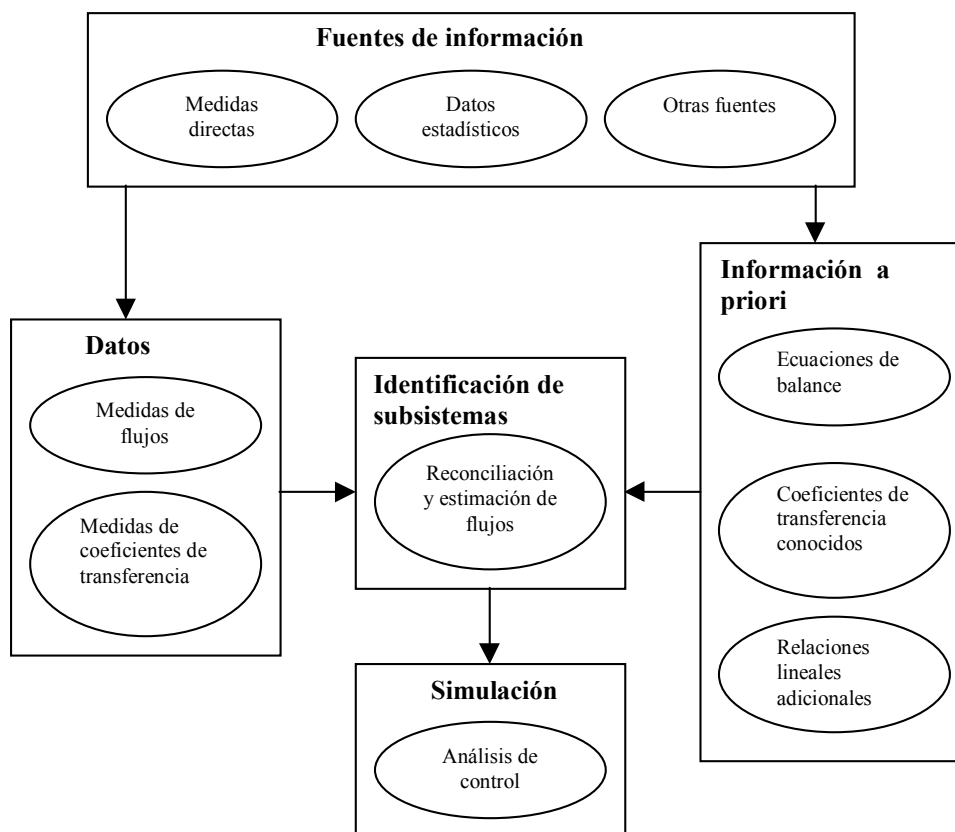 Fuentes de información
Medidas
directas
Datos
estadísticos
Otras fuentes
Información a
priori
Ecuaciones de
balance
Coeficientes de
transferencia
conocidos
Relaciones
lineales
adicionales
Datos
Medidas de
flujos
Medidas de
coeficientes de
transferencia
Identificación de
subsistemas
Reconciliación
y estimación de
flujos
Simulación
Análisis de
control